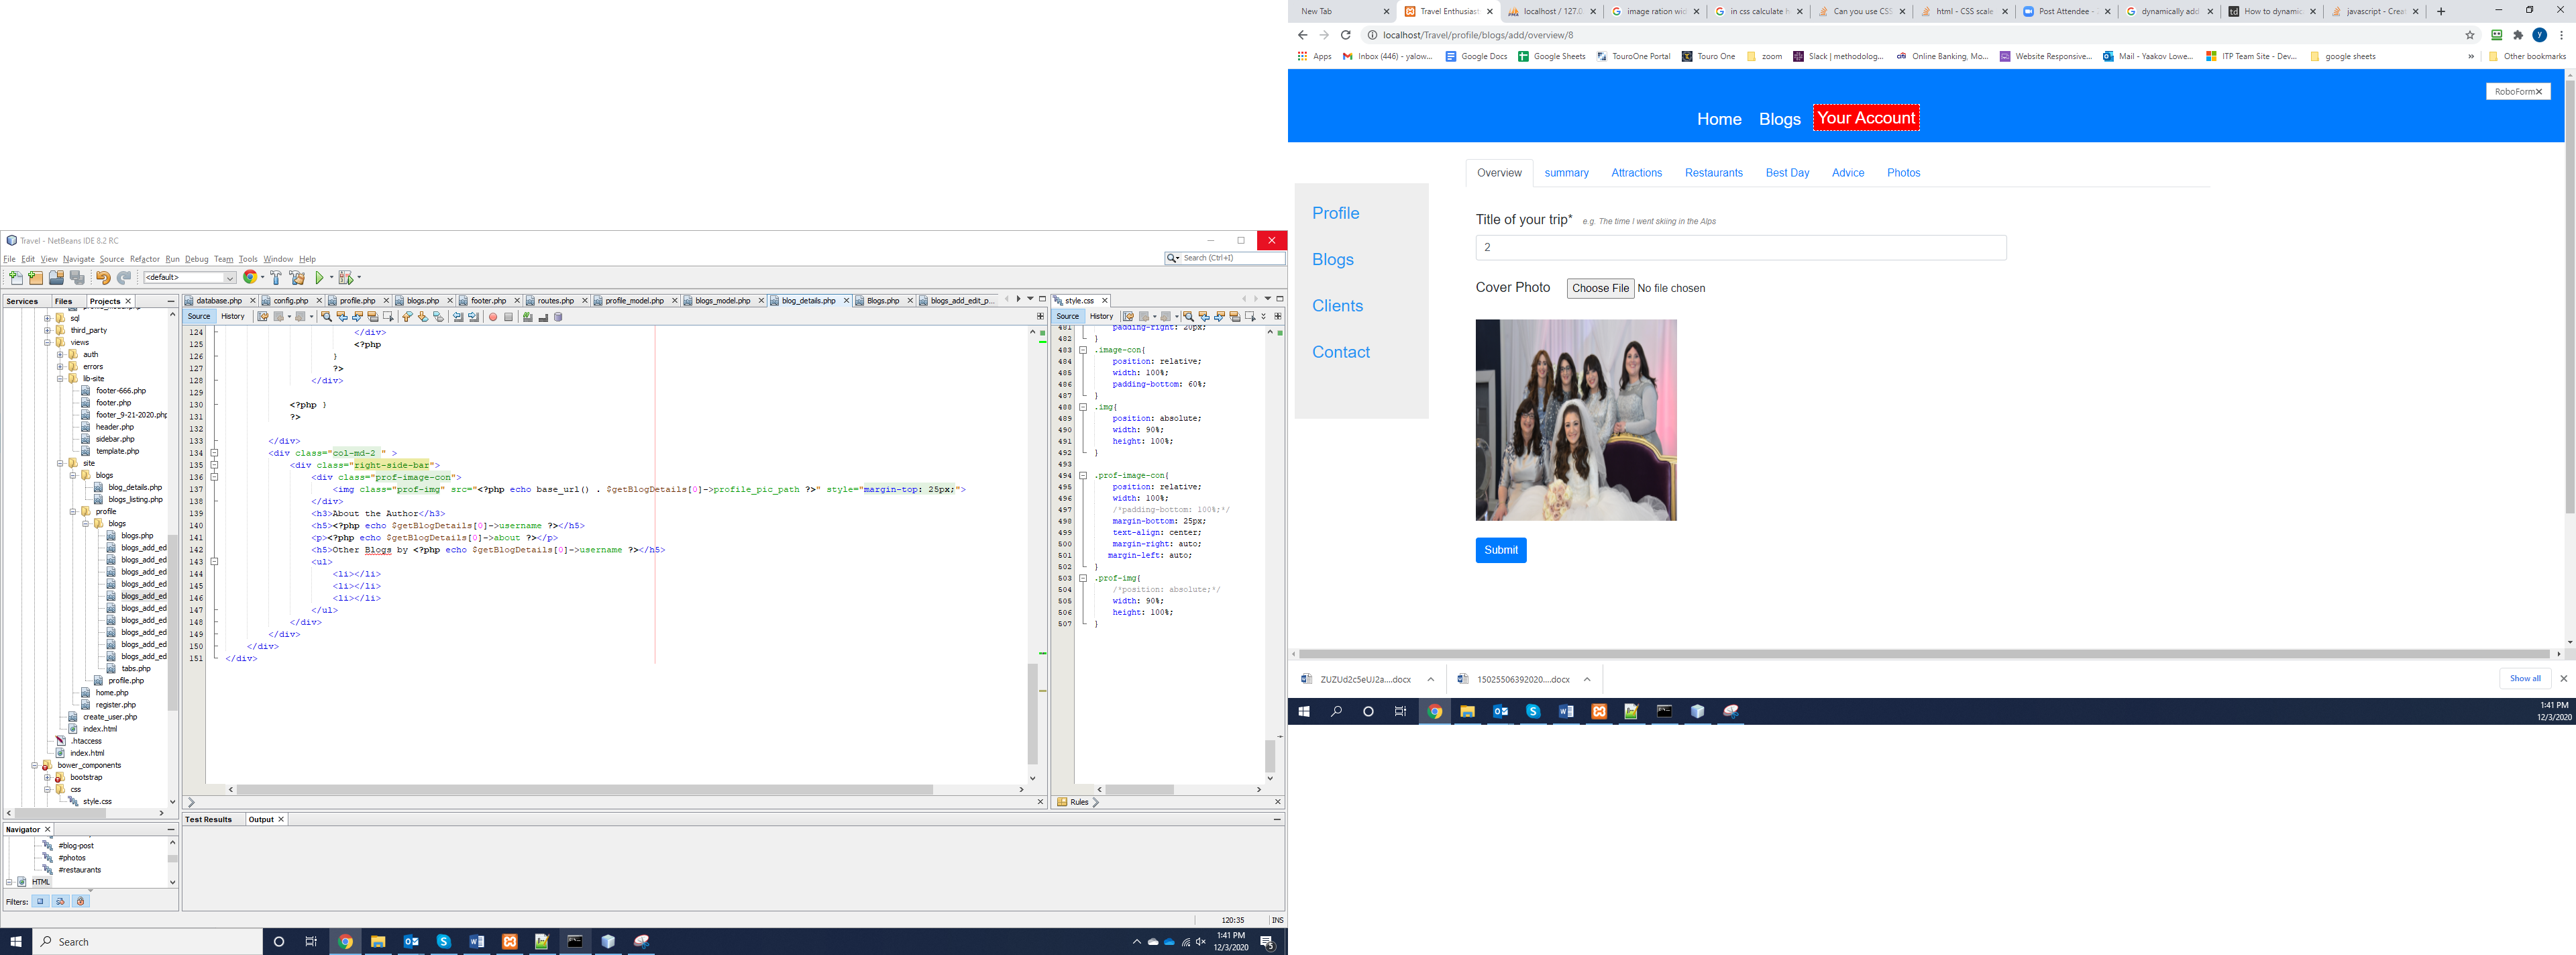 Travel - NetBeans IDE 8.2 RC
File Edit View Navigate Source Refactor Run Debug Team Tools Window Help
Search (Ctrl+I)
<default>
Services Files Projects
sql
third_party
views
auth
errors
lib-site
footer-666.php
footer.php
footer_9-21-2020.php
header.php
sidebar.php
template.php
site
blogs
blog_details.php
blogs_listing.php
profile
blogs
blogs.php
blogs_add_ed
blogs_add_ed
blogs_add_ed
blogs_add_ed
blogs_add_ed
blogs_add_ed
blogs_add_ed
blogs_add_ed
blogs_add_ed
blogs_add_ed
tabs.php
profile.php
home.php
register.php
create_user.php
index.html
.htaccess
index.html
bower_components
bootstrap
css
style.css
Navigator
#blog-post
#photos
#restaurants
HTML
Filters:
database.php config.php profile.php blogs.php footer.php routes.php profile_model.php blogs_model.php blog_details.php Blogs.php blogs_add_edit_p...
Source History
124 </div>
125 <?php
126 }
127 ?>
128 </div>
129
130 <?php }
131 ?>
132
133 </div>
134 <div class="col-md-2 " >
135 <div class="right-side-bar">
136 <div class="prof-image-con">
137 <img class="prof-img" src="<?php echo base_url() . $getBlogDetails[0]->profile_pic_path ?>" style="margin-top: 25px;">
138 </div>
139 <h3>About the Author</h3>
140 <h5><?php echo $getBlogDetails[0]->username ?></h5>
141 <p><?php echo $getBlogDetails[0]->about ?></p>
142 <h5>Other Blogs by <?php echo $getBlogDetails[0]->username ?></h5>
143 <ul>
144 <li></li>
145 <li></li>
146 <li></li>
147 </ul>
148 </div>
149 </div>
150 </div>
151 </div>
Test Results Output
style.css
Source History
481 padding-right: 20px;
482 }
483 .image-con{
484 position: relative;
485 width: 100%;
486 padding-bottom: 60%;
487 }
488 .img{
489 position: absolute;
490 width: 90%;
491 height: 100%;
492 }
493
494 .prof-image-con{
495 position: relative;
496 width: 100%;
497 /*padding-bottom: 100%;*/
498 margin-bottom: 25px;
499 text-align: center;
500 margin-right: auto;
501 margin-left: auto;
502 }
503 .prof-img{
504 /*position: absolute;*/
505 width: 90%;
506 height: 100%;
507 }
Rules
120:35 INS
Search
1:41 PM
12/3/2020
5
New Tab Travel Enthusiast localhost / 127.0 image ration wid in css calculate h Can you use CSS html - CSS scale Post Attendee - dynamically add How to dynamic javascript - Creat
localhost/Travel/profile/blogs/add/overview/8
Apps Inbox (446) - yalow... Google Docs Google Sheets TouroOne Portal Touro One zoom Slack | methodolog... Online Banking, Mo... Website Responsive... Mail - Yaakov Lowe... ITP Team Site - Dev... google sheets » Other bookmarks
RoboForm
Home Blogs Your Account
Overview summary Attractions Restaurants Best Day Advice Photos
Profile
Blogs
Clients
Contact
Title of your trip* e.g. The time I went skiing in the Alps
2
Cover Photo Choose File No file chosen
Submit
ZUZUd2c5eUJ2a....docx 15025506392020....docx Show all
1:41 PM
12/3/2020